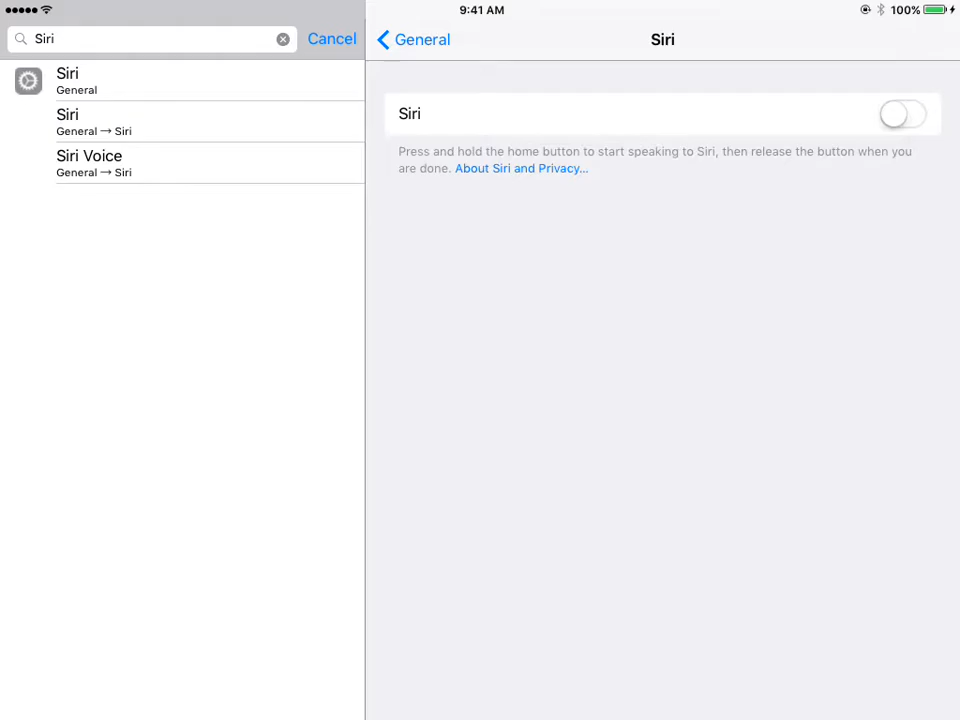 9:41 AM
100%
Siri
Cancel
Siri
General
Siri
General → Siri
Siri Voice
General → Siri
General
Siri
Siri
Press and hold the home button to start speaking to Siri, then release the button when you
are done. About Siri and Privacy...